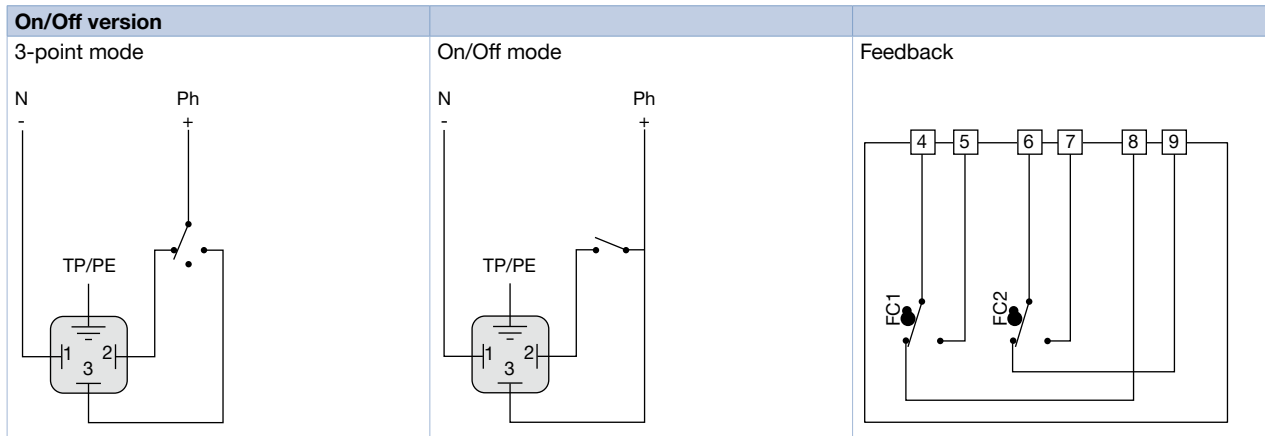 On/Off version
3-point mode
N Ph
- +
TP/PE
1 2
3
On/Off mode
N Ph
- +
TP/PE
1 2
3
Feedback
4 5 6 7 8 9
FC1 FC2